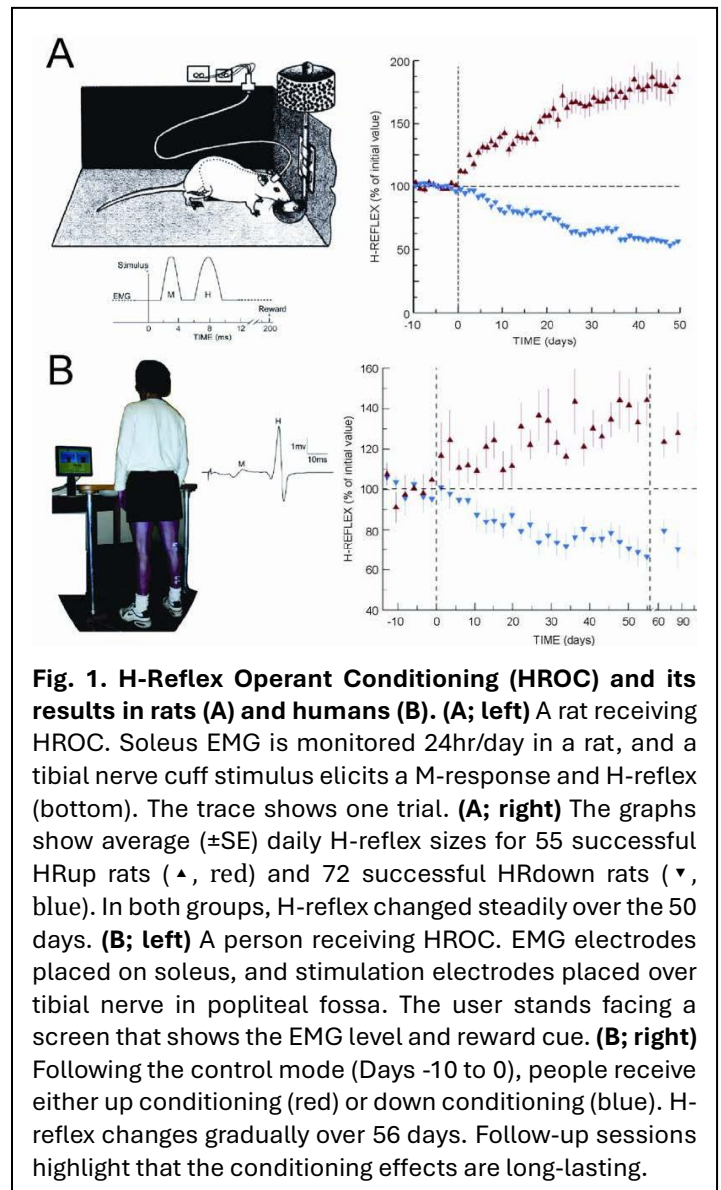 A
200
150
100
50
0
H-REFLEX (% of initial value)
-10 0 10 20 30 40 50
TIME (days)
Stimulus
EMG
M
H
Reward
0 4 8 12 200
TIME (ms)
B
M
H
1mv
10ms
160
140
120
100
80
60
40
H-REFLEX (% of initial value)
-10 0 10 20 30 40 50 60 90
TIME (days)
Fig. 1. H-Reflex Operant Conditioning (HROC) and its
results in rats (A) and humans (B). (A; left) A rat receiving
HROC. Soleus EMG is monitored 24hr/day in a rat, and a
tibial nerve cuff stimulus elicits a M-response and H-reflex
(bottom). The trace shows one trial. (A; right) The graphs
show average (±SE) daily H-reflex sizes for 55 successful
HRup rats (▲, red) and 72 successful HRdown rats (▼,
blue). In both groups, H-reflex changed steadily over the 50
days. (B; left) A person receiving HROC. EMG electrodes
placed on soleus, and stimulation electrodes placed over
tibial nerve in popliteal fossa. The user stands facing a
screen that shows the EMG level and reward cue. (B; right)
Following the control mode (Days -10 to 0), people receive
either up conditioning (red) or down conditioning (blue). H-
reflex changes gradually over 56 days. Follow-up sessions
highlight that the conditioning effects are long-lasting.